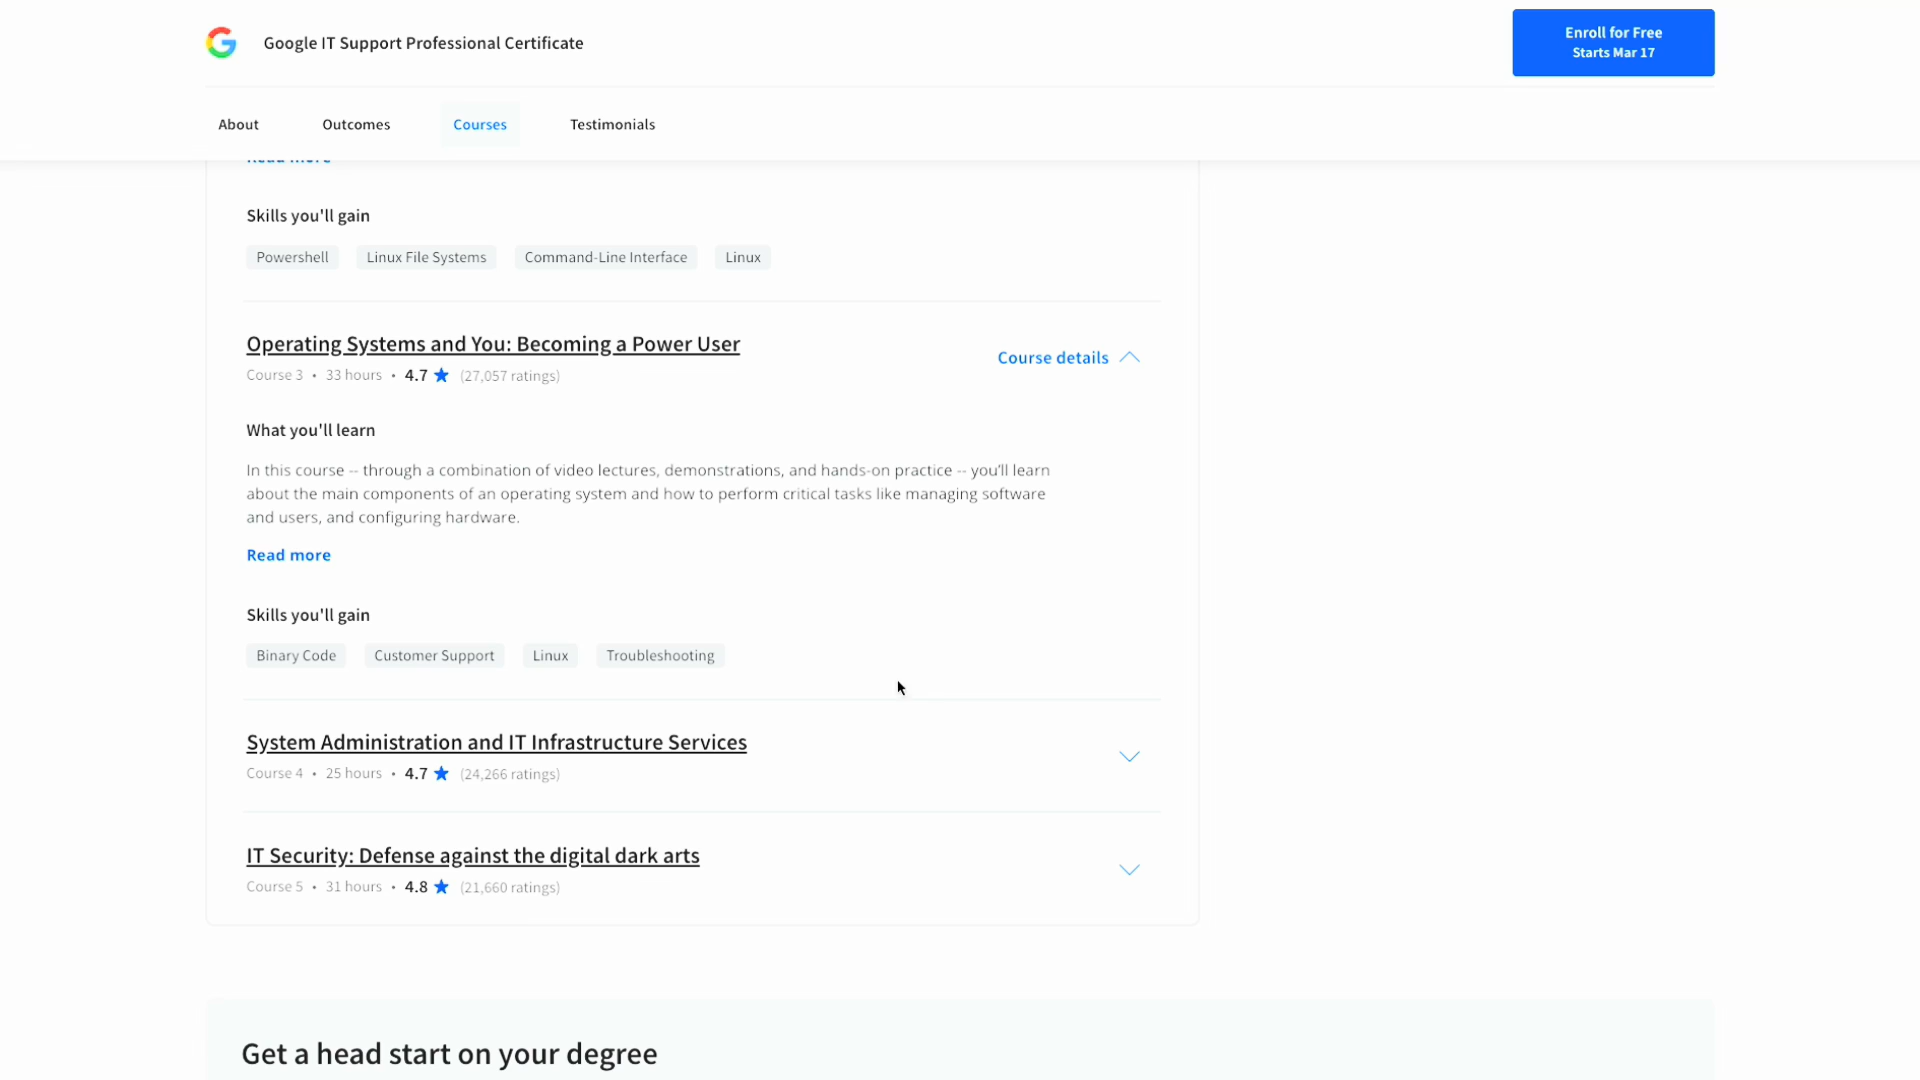 Google IT Support Professional Certificate
Enroll for Free
Starts Mar 17
About
Outcomes
Courses
Testimonials
Read more
Skills you'll gain
Powershell
Linux File Systems
Command-Line Interface
Linux
Operating Systems and You: Becoming a Power User
Course details
Course 3 • 33 hours • 4.7 ★ (27,057 ratings)
What you'll learn
In this course -- through a combination of video lectures, demonstrations, and hands-on practice -- you'll learn
about the main components of an operating system and how to perform critical tasks like managing software
and users, and configuring hardware.
Read more
Skills you'll gain
Binary Code
Customer Support
Linux
Troubleshooting
System Administration and IT Infrastructure Services
Course 4 • 25 hours • 4.7 ★ (24,266 ratings)
IT Security: Defense against the digital dark arts
Course 5 • 31 hours • 4.8 ★ (21,660 ratings)
Get a head start on your degree